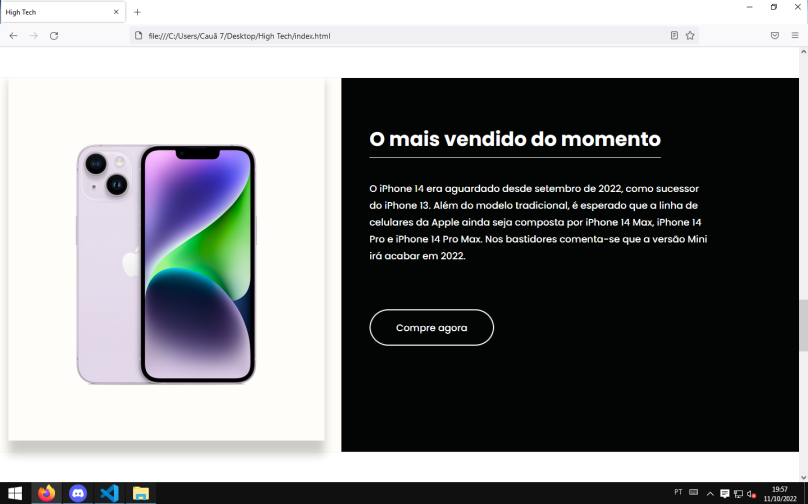 High Tech
file:///C:/Users/Cauã 7/Desktop/High Tech/index.html
O mais vendido do momento
O iPhone 14 era aguardado desde setembro de 2022, como sucessor
do iPhone 13. Além do modelo tradicional, é esperado que a linha de
celulares da Apple ainda seja composta por iPhone 14 Max, iPhone 14
Pro e iPhone 14 Pro Max. Nos bastidores comenta-se que a versão Mini
irá acabar em 2022.
Compre agora
PT
19:57
11/10/2022